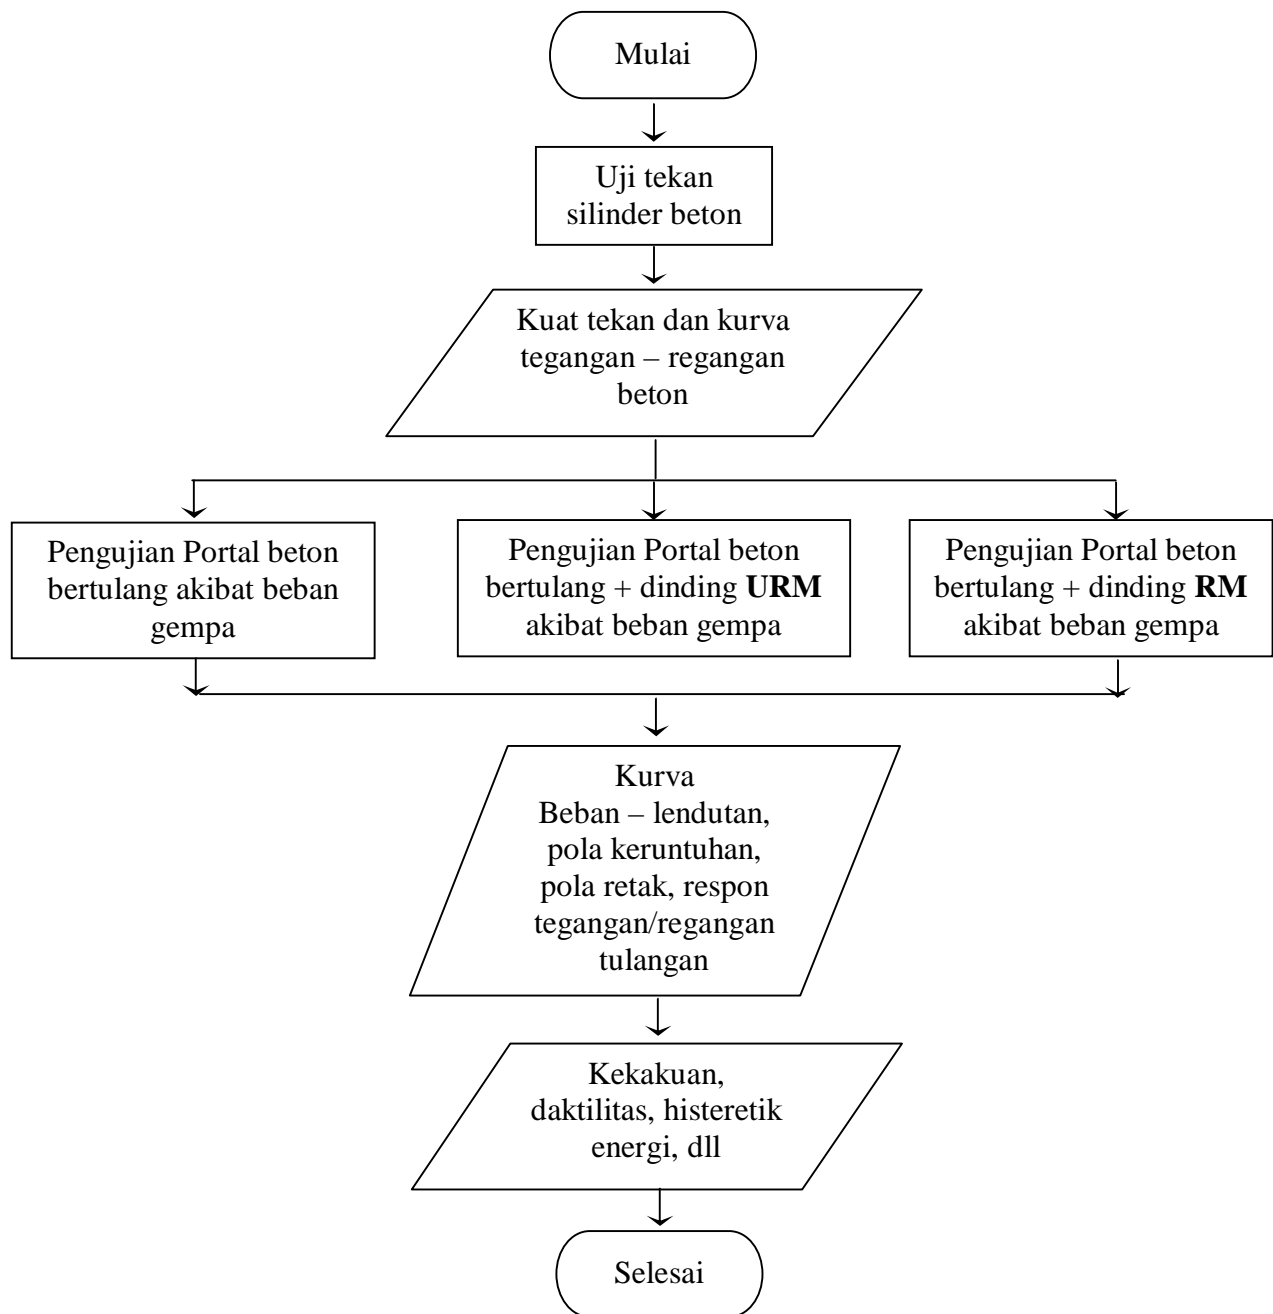 Mulai
Uji tekan
silinder beton
Kuat tekan dan kurva
tegangan – regangan
beton
Pengujian Portal beton
bertulang akibat beban
gempa
Pengujian Portal beton
bertulang + dinding URM
akibat beban gempa
Pengujian Portal beton
bertulang + dinding RM
akibat beban gempa
Kurva
Beban – lendutan,
pola keruntuhan,
pola retak, respon
tegangan/regangan
tulangan
Kekakuan,
daktilitas, histeretik
energi, dll
Selesai